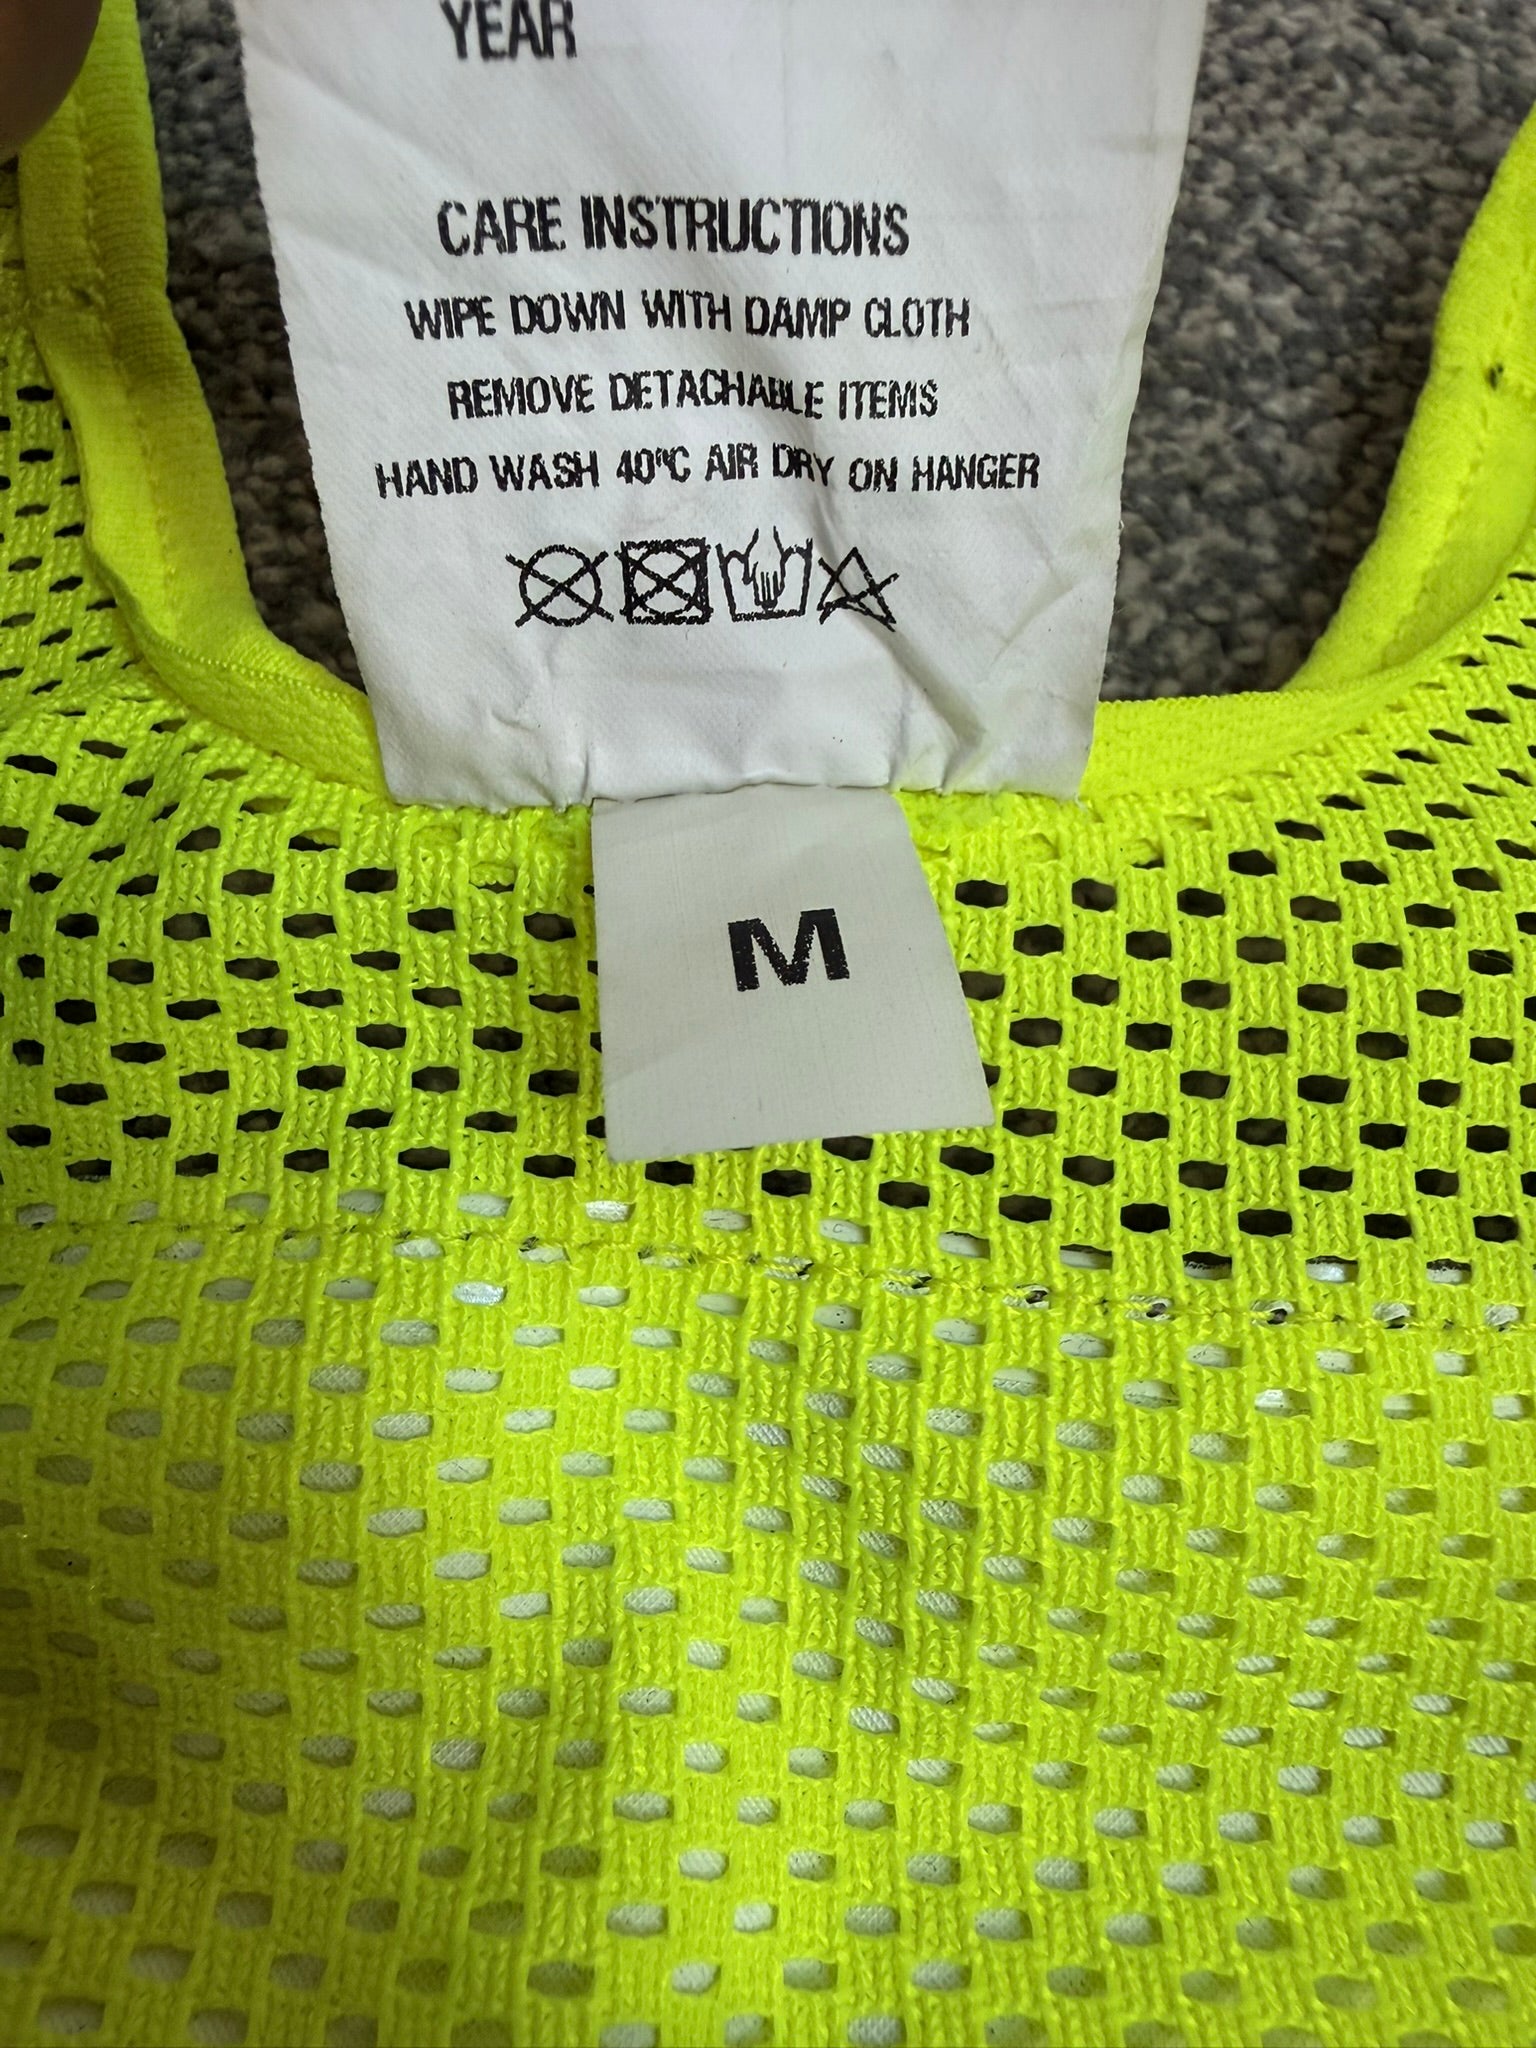 YEAR
CARE INSTRUCTIONS
WIPE DOWN WITH DAMP CLOTH
REMOVE DETACHABLE ITEMS
HAND WASH 40°C AIR DRY ON HANGER
M